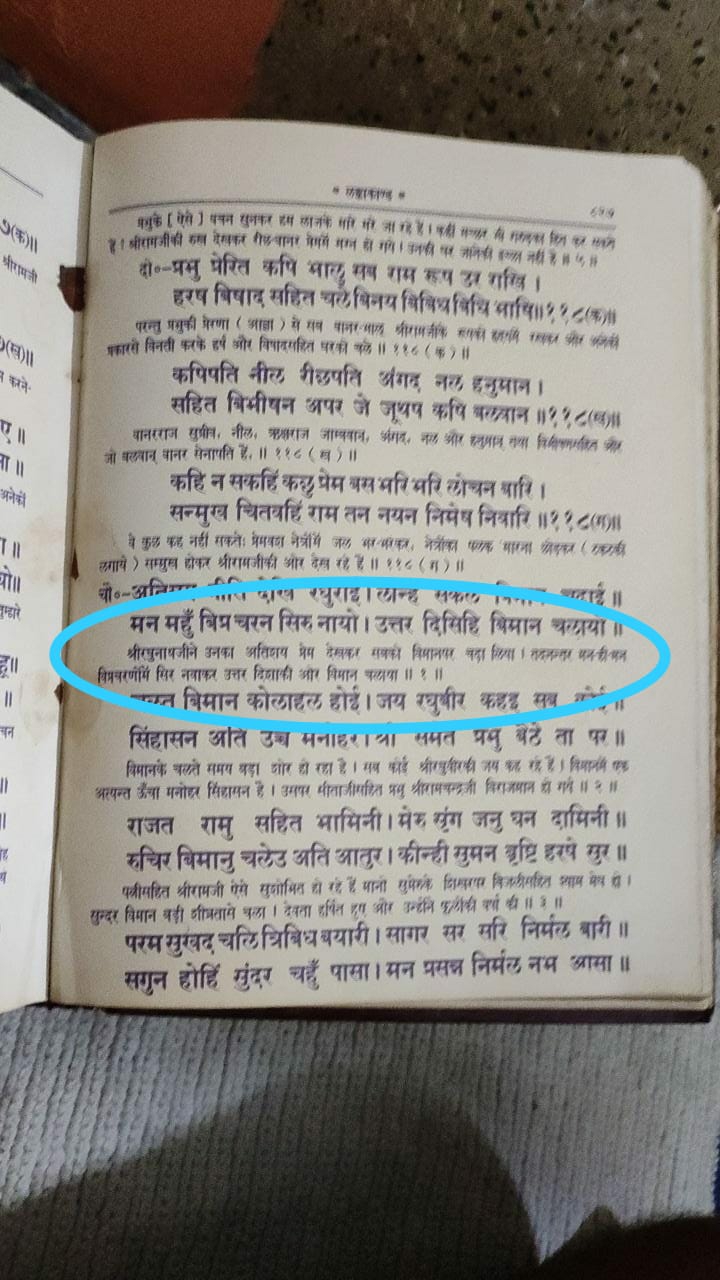 * लङ्काकाण्ड *
प्रभुके [ ऐसे ] वचन सुनकर हम लाजके मारे मरे जा रहे हैं। कहीं मच्छर भी गरुड़का हित कर सकते
हैं ! श्रीरामजीकी रुख देखकर रीछ-वानर प्रेममें मग्न हो गये। उनकी घर जानेकी इच्छा नहीं है ॥ ५ ॥
दो०-प्रभु प्रेरित कपि भालु सब राम रूप उर राखि ।
हरष बिषाद सहित चले बिनय बिबिध बिधि भाषि॥११८(क)॥
परन्तु प्रभुकी प्रेरणा ( आज्ञा ) से सब वानर-भालू श्रीरामजीके रूपको हृदयमें रखकर और अनेकों
प्रकारसे विनती करके हर्ष और विषादसहित घरको चले ॥ ११८ ( क ) ॥
कपिपति नील रीछपति अंगद नल हनुमान ।
सहित बिभीषन अपर जे जूथप कपि बलवान ॥११८(ख)॥
वानरराज सुग्रीव, नील, ऋक्षराज जाम्बवान्, अंगद, नल और हनुमान् तथा विभीषणसहित और
जो बलवान् वानर सेनापति हैं, ॥ ११८ ( ख ) ॥
कहि न सकहिं कछु प्रेम बस भरि भरि लोचन बारि ।
सन्मुख चितवहिं राम तन नयन निमेष निवारि ॥११८(ग)॥
वे कुछ कह नहीं सकते; प्रेमवश नेत्रोंमें जल भर-भरकर, नेत्रोंका पलक मारना छोड़कर ( टकटकी
लगाये ) सम्मुख होकर श्रीरामजीकी ओर देख रहे हैं ॥ ११८ ( ग ) ॥
चौ०-अतिसय प्रीति देखि रघुराई । लीन्हे सकल बिमान चढ़ाई ॥
मन महुँ बिप्र चरन सिरु नायो । उत्तर दिसिहि बिमान चलायो ॥
श्रीरघुनाथजीने उनका अतिशय प्रेम देखकर सबको विमानपर चढ़ा लिया । तदनन्तर मन-ही-मन
विप्रचरणोंमें सिर नवाकर उत्तर दिशाकी ओर विमान चलाया ॥ १ ॥
चलत बिमान कोलाहल होई । जय रघुबीर कहइ सबु कोई ॥
सिंहासन अति उच्च मनोहर । श्री समेत प्रभु बैठे ता पर ॥
विमानके चलते समय बड़ा शोर हो रहा है । सब कोई श्रीरघुवीरकी जय कह रहे हैं । विमानमें एक
अत्यन्त ऊँचा मनोहर सिंहासन है । उसपर सीताजीसहित प्रभु श्रीरामचन्द्रजी विराजमान हो गये ॥ २ ॥
राजत रामु सहित भामिनी । मेरु सृंग जनु घन दामिनी ॥
रुचिर बिमानु चलेउ अति आतुर । कीन्ही सुमन बृष्टि हरषे सुर ॥
पत्नीसहित श्रीरामजी ऐसे सुशोभित हो रहे हैं मानो सुमेरुके शिखरपर बिजलीसहित श्याम मेघ हो ।
सुन्दर विमान बड़ी शीघ्रतासे चला । देवता हर्षित हुए और उन्होंने फूलोंकी वर्षा की ॥ ३ ॥
परम सुखद चलि त्रिबिध बयारी । सागर सर सरि निर्मल बारी ॥
सगुन होहिं सुंदर चहुँ पासा । मन प्रसन्न निर्मल नभ आसा ॥